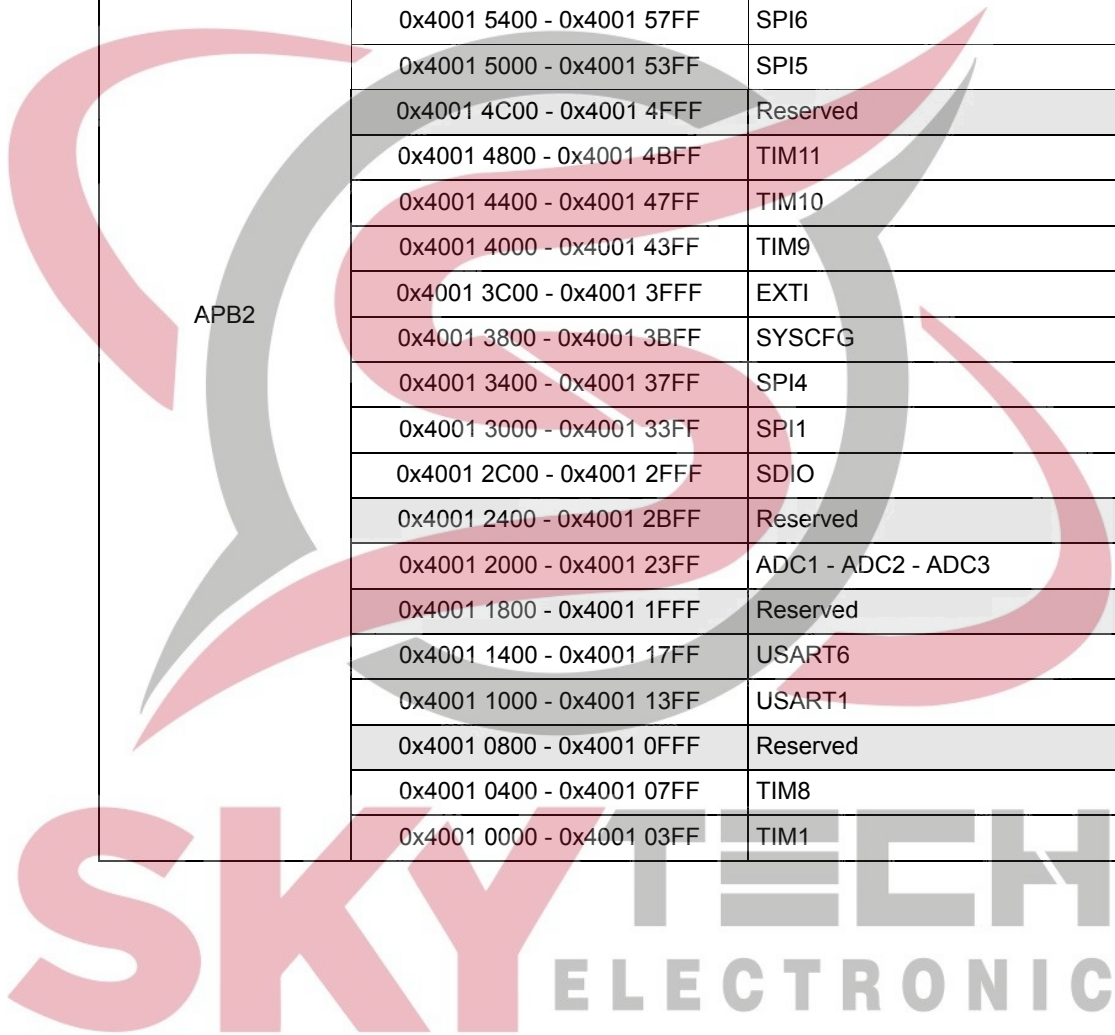 0x4001 5400 - 0x4001 57FF SPI6
0x4001 5000 - 0x4001 53FF SPI5
0x4001 4C00 - 0x4001 4FFF Reserved
0x4001 4800 - 0x4001 4BFF TIM11
0x4001 4400 - 0x4001 47FF TIM10
0x4001 4000 - 0x4001 43FF TIM9
0x4001 3C00 - 0x4001 3FFF EXTI
APB2
0x4001 3800 - 0x4001 3BFF SYSCFG
0x4001 3400 - 0x4001 37FF SPI4
0x4001 3000 - 0x4001 33FF SPI1
0x4001 2C00 - 0x4001 2FFF SDIO
0x4001 2400 - 0x4001 2BFF Reserved
0x4001 2000 - 0x4001 23FF ADC1 - ADC2 - ADC3
0x4001 1800 - 0x4001 1FFF Reserved
0x4001 1400 - 0x4001 17FF USART6
0x4001 1000 - 0x4001 13FF USART1
0x4001 0800 - 0x4001 0FFF Reserved
0x4001 0400 - 0x4001 07FF TIM8
0x4001 0000 - 0x4001 03FF TIM1
SKYTECH
ELECTRONIC